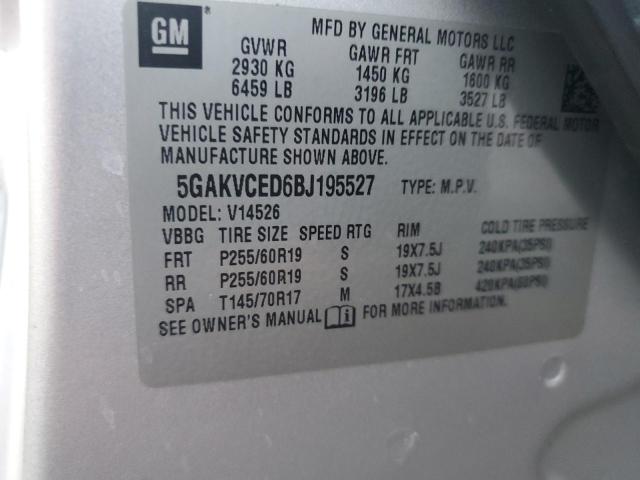 GM
MFD BY GENERAL MOTORS LLC
GVWR GAWR FRT GAWR RR
2930 KG 1450 KG 1600 KG
6459 LB 3196 LB 3527 LB
THIS VEHICLE CONFORMS TO ALL APPLICABLE U.S. FEDERAL MOTOR
VEHICLE SAFETY STANDARDS IN EFFECT ON THE DATE OF
MANUFACTURE SHOWN ABOVE.
5GAKVCED6BJ195527 TYPE: M.P.V.
MODEL: V14526
VBBG TIRE SIZE SPEED RTG RIM COLD TIRE PRESSURE
FRT P255/60R19 S 19X7.5J 240KPA(35PSI)
RR P255/60R19 S 19X7.5J 240KPA(35PSI)
SPA T145/70R17 M 17X4.5B 420KPA(60PSI)
SEE OWNER'S MANUAL FOR MORE INFORMATION.